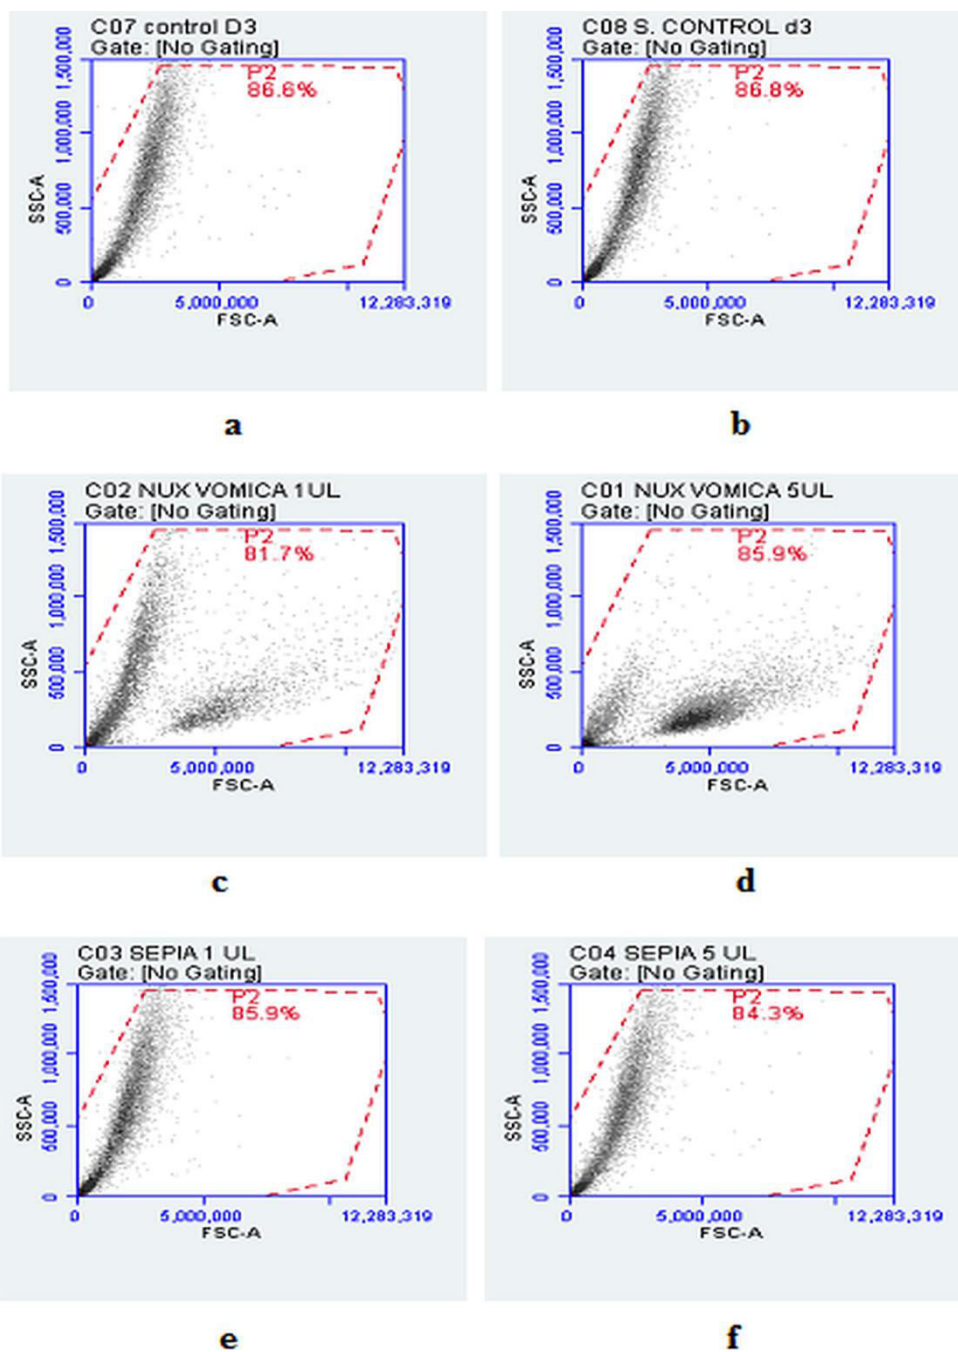 C07 control D3
Gate: [No Gating]
P2
86.6%
1,500,000
1,000,000
500,000
0
SSC-A
0
5,000,000
12,283,319
FSC-A
a
C08 S. CONTROL d3
Gate: [No Gating]
P2
86.8%
1,500,000
1,000,000
500,000
0
SSC-A
0
5,000,000
12,283,319
FSC-A
b
C02 NUX VOMICA 1UL
Gate: [No Gating]
P2
81.7%
1,500,000
1,000,000
500,000
0
SSC-A
0
5,000,000
12,283,319
FSC-A
c
C01 NUX VOMICA 5UL
Gate: [No Gating]
P2
85.9%
1,500,000
1,000,000
500,000
0
SSC-A
0
5,000,000
12,283,319
FSC-A
d
C03 SEPIA 1 UL
Gate: [No Gating]
P2
85.9%
1,500,000
1,000,000
500,000
0
SSC-A
0
5,000,000
12,283,319
FSC-A
e
C04 SEPIA 5 UL
Gate: [No Gating]
P2
84.3%
1,500,000
1,000,000
500,000
0
SSC-A
0
5,000,000
12,283,319
FSC-A
f